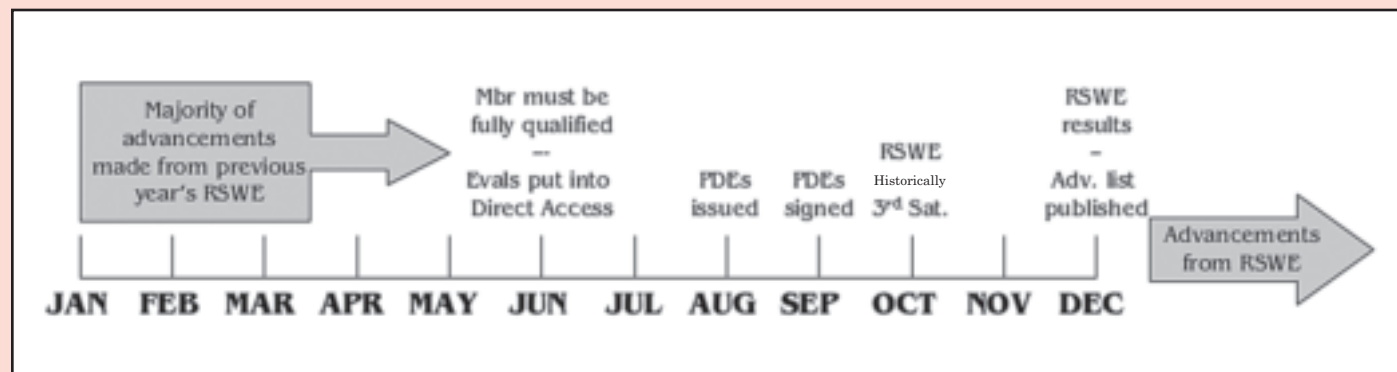 Majority of
advancements
made from previous
year's RSWE
Mbr must be
fully qualified
--
Evals put into
Direct Access
PDEs
issued
PDEs
signed
RSWE
Historically
3rd Sat.
RSWE
results
–
Adv. list
published
Advancements
from RSWE
JAN FEB MAR APR MAY JUN JUL AUG SEP OCT NOV DEC